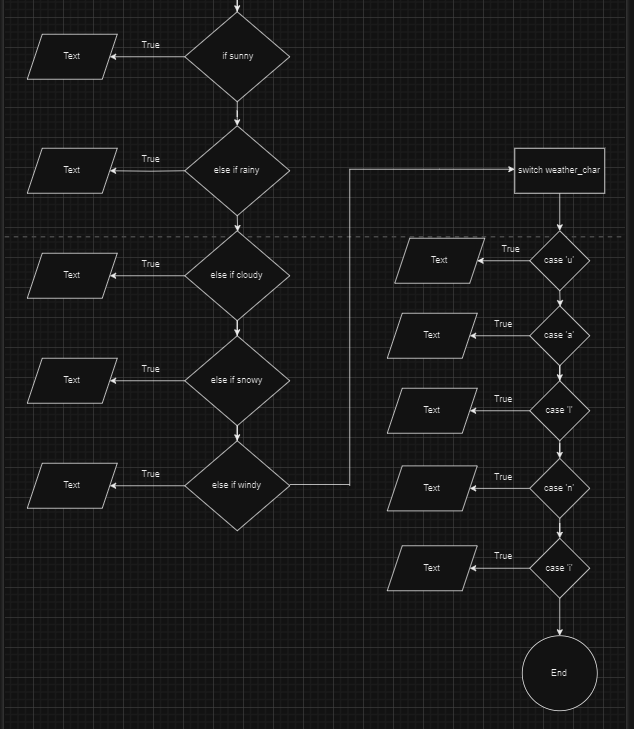 Text
True
if sunny
Text
True
else if rainy
Text
True
else if cloudy
Text
True
else if snowy
Text
True
else if windy
switch weather_char
Text
True
case 'u'
Text
True
case 'a'
Text
True
case 'l'
Text
True
case 'n'
Text
True
case 'i'
End